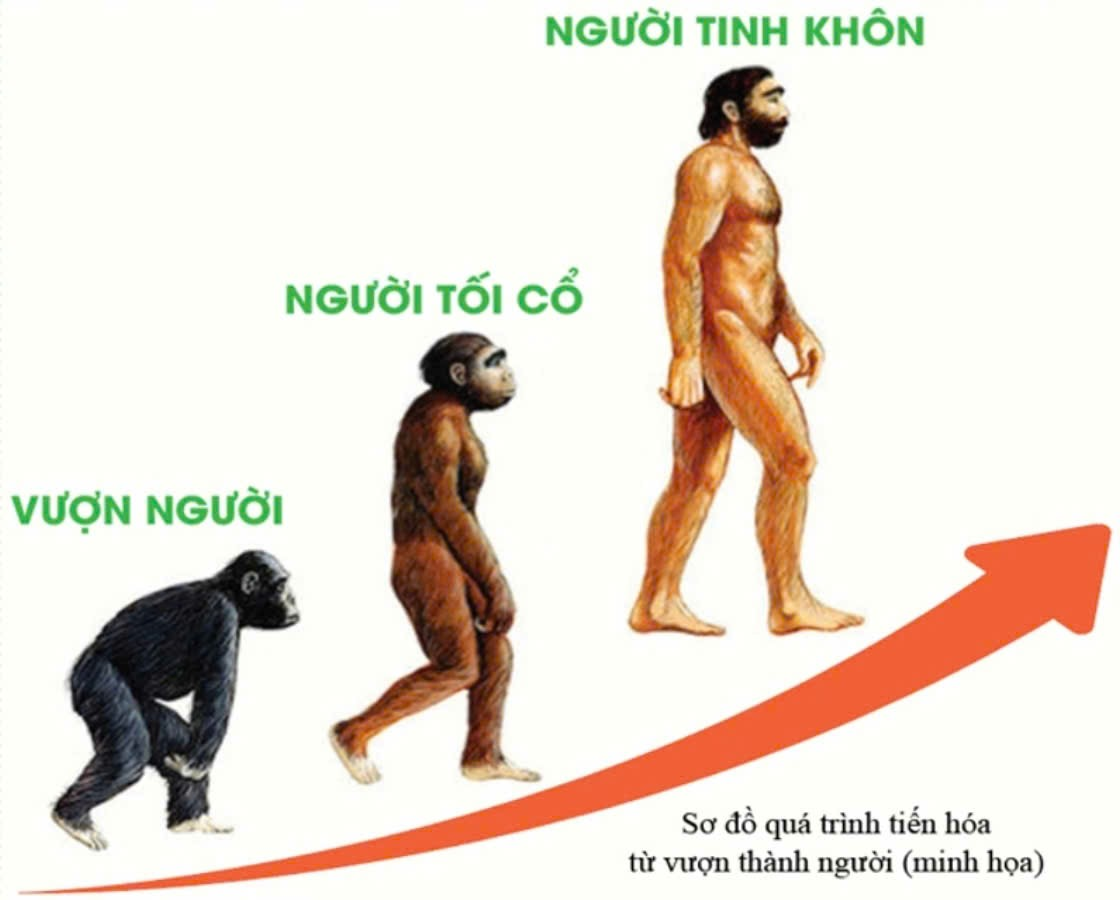 NGƯỜI TINH KHÔN
NGƯỜI TỐI CỔ
VƯỢN NGƯỜI
Sơ đồ quá trình tiến hóa
từ vượn thành người (minh họa)